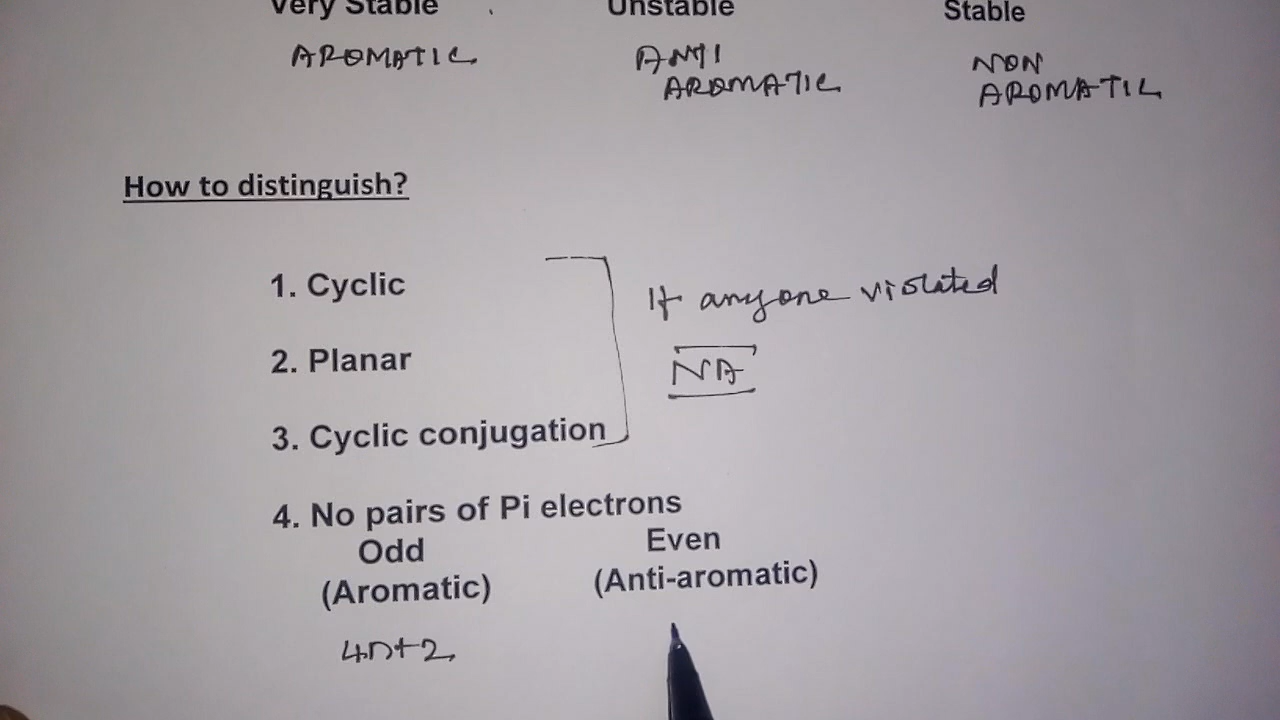 Very Stable Unstable Stable
AROMATIC ANTI AROMATIC NON AROMATIC
How to distinguish?
1. Cyclic
If anyone violated
2. Planar
NA
3. Cyclic conjugation
4. No pairs of Pi electrons
Odd Even
(Aromatic) (Anti-aromatic)
4n+2